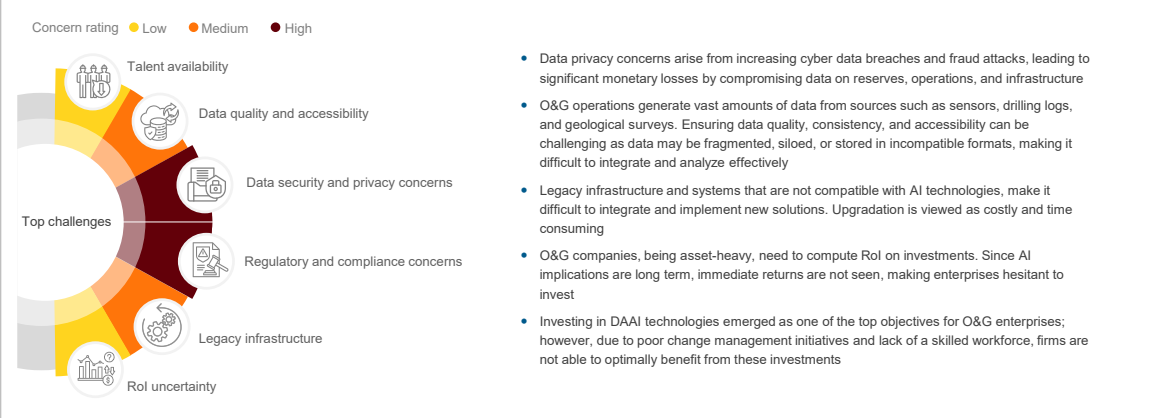 Concern rating Low Medium High
Talent availability
Data quality and accessibility
Data security and privacy concerns
Top challenges
Regulatory and compliance concerns
Legacy infrastructure
RoI uncertainty
• Data privacy concerns arise from increasing cyber data breaches and fraud attacks, leading to
significant monetary losses by compromising data on reserves, operations, and infrastructure
• O&G operations generate vast amounts of data from sources such as sensors, drilling logs,
and geological surveys. Ensuring data quality, consistency, and accessibility can be
challenging as data may be fragmented, siloed, or stored in incompatible formats, making it
difficult to integrate and analyze effectively
• Legacy infrastructure and systems that are not compatible with AI technologies, make it
difficult to integrate and implement new solutions. Upgradation is viewed as costly and time
consuming
• O&G companies, being asset-heavy, need to compute RoI on investments. Since AI
implications are long term, immediate returns are not seen, making enterprises hesitant to
invest
• Investing in DAAI technologies emerged as one of the top objectives for O&G enterprises;
however, due to poor change management initiatives and lack of a skilled workforce, firms are
not able to optimally benefit from these investments